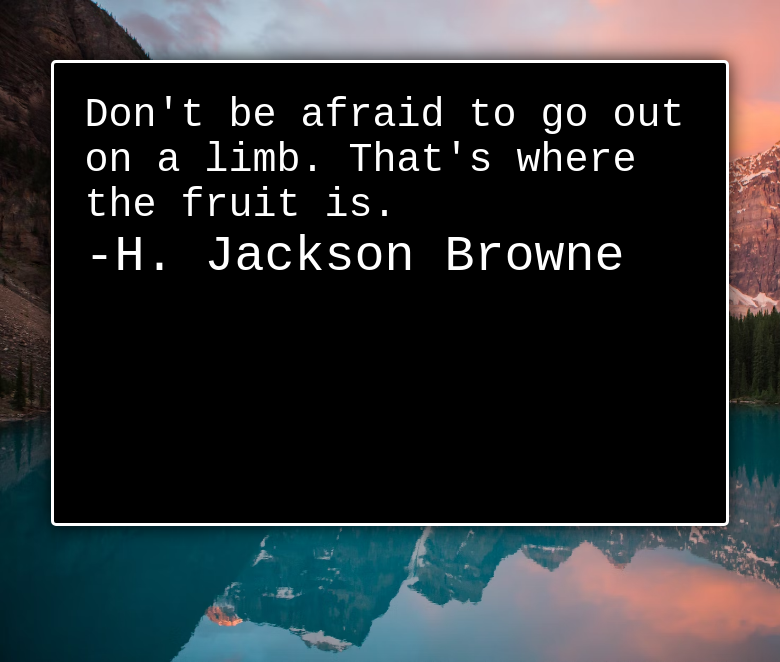 Don't be afraid to go out
on a limb. That's where
the fruit is.
-H. Jackson Browne